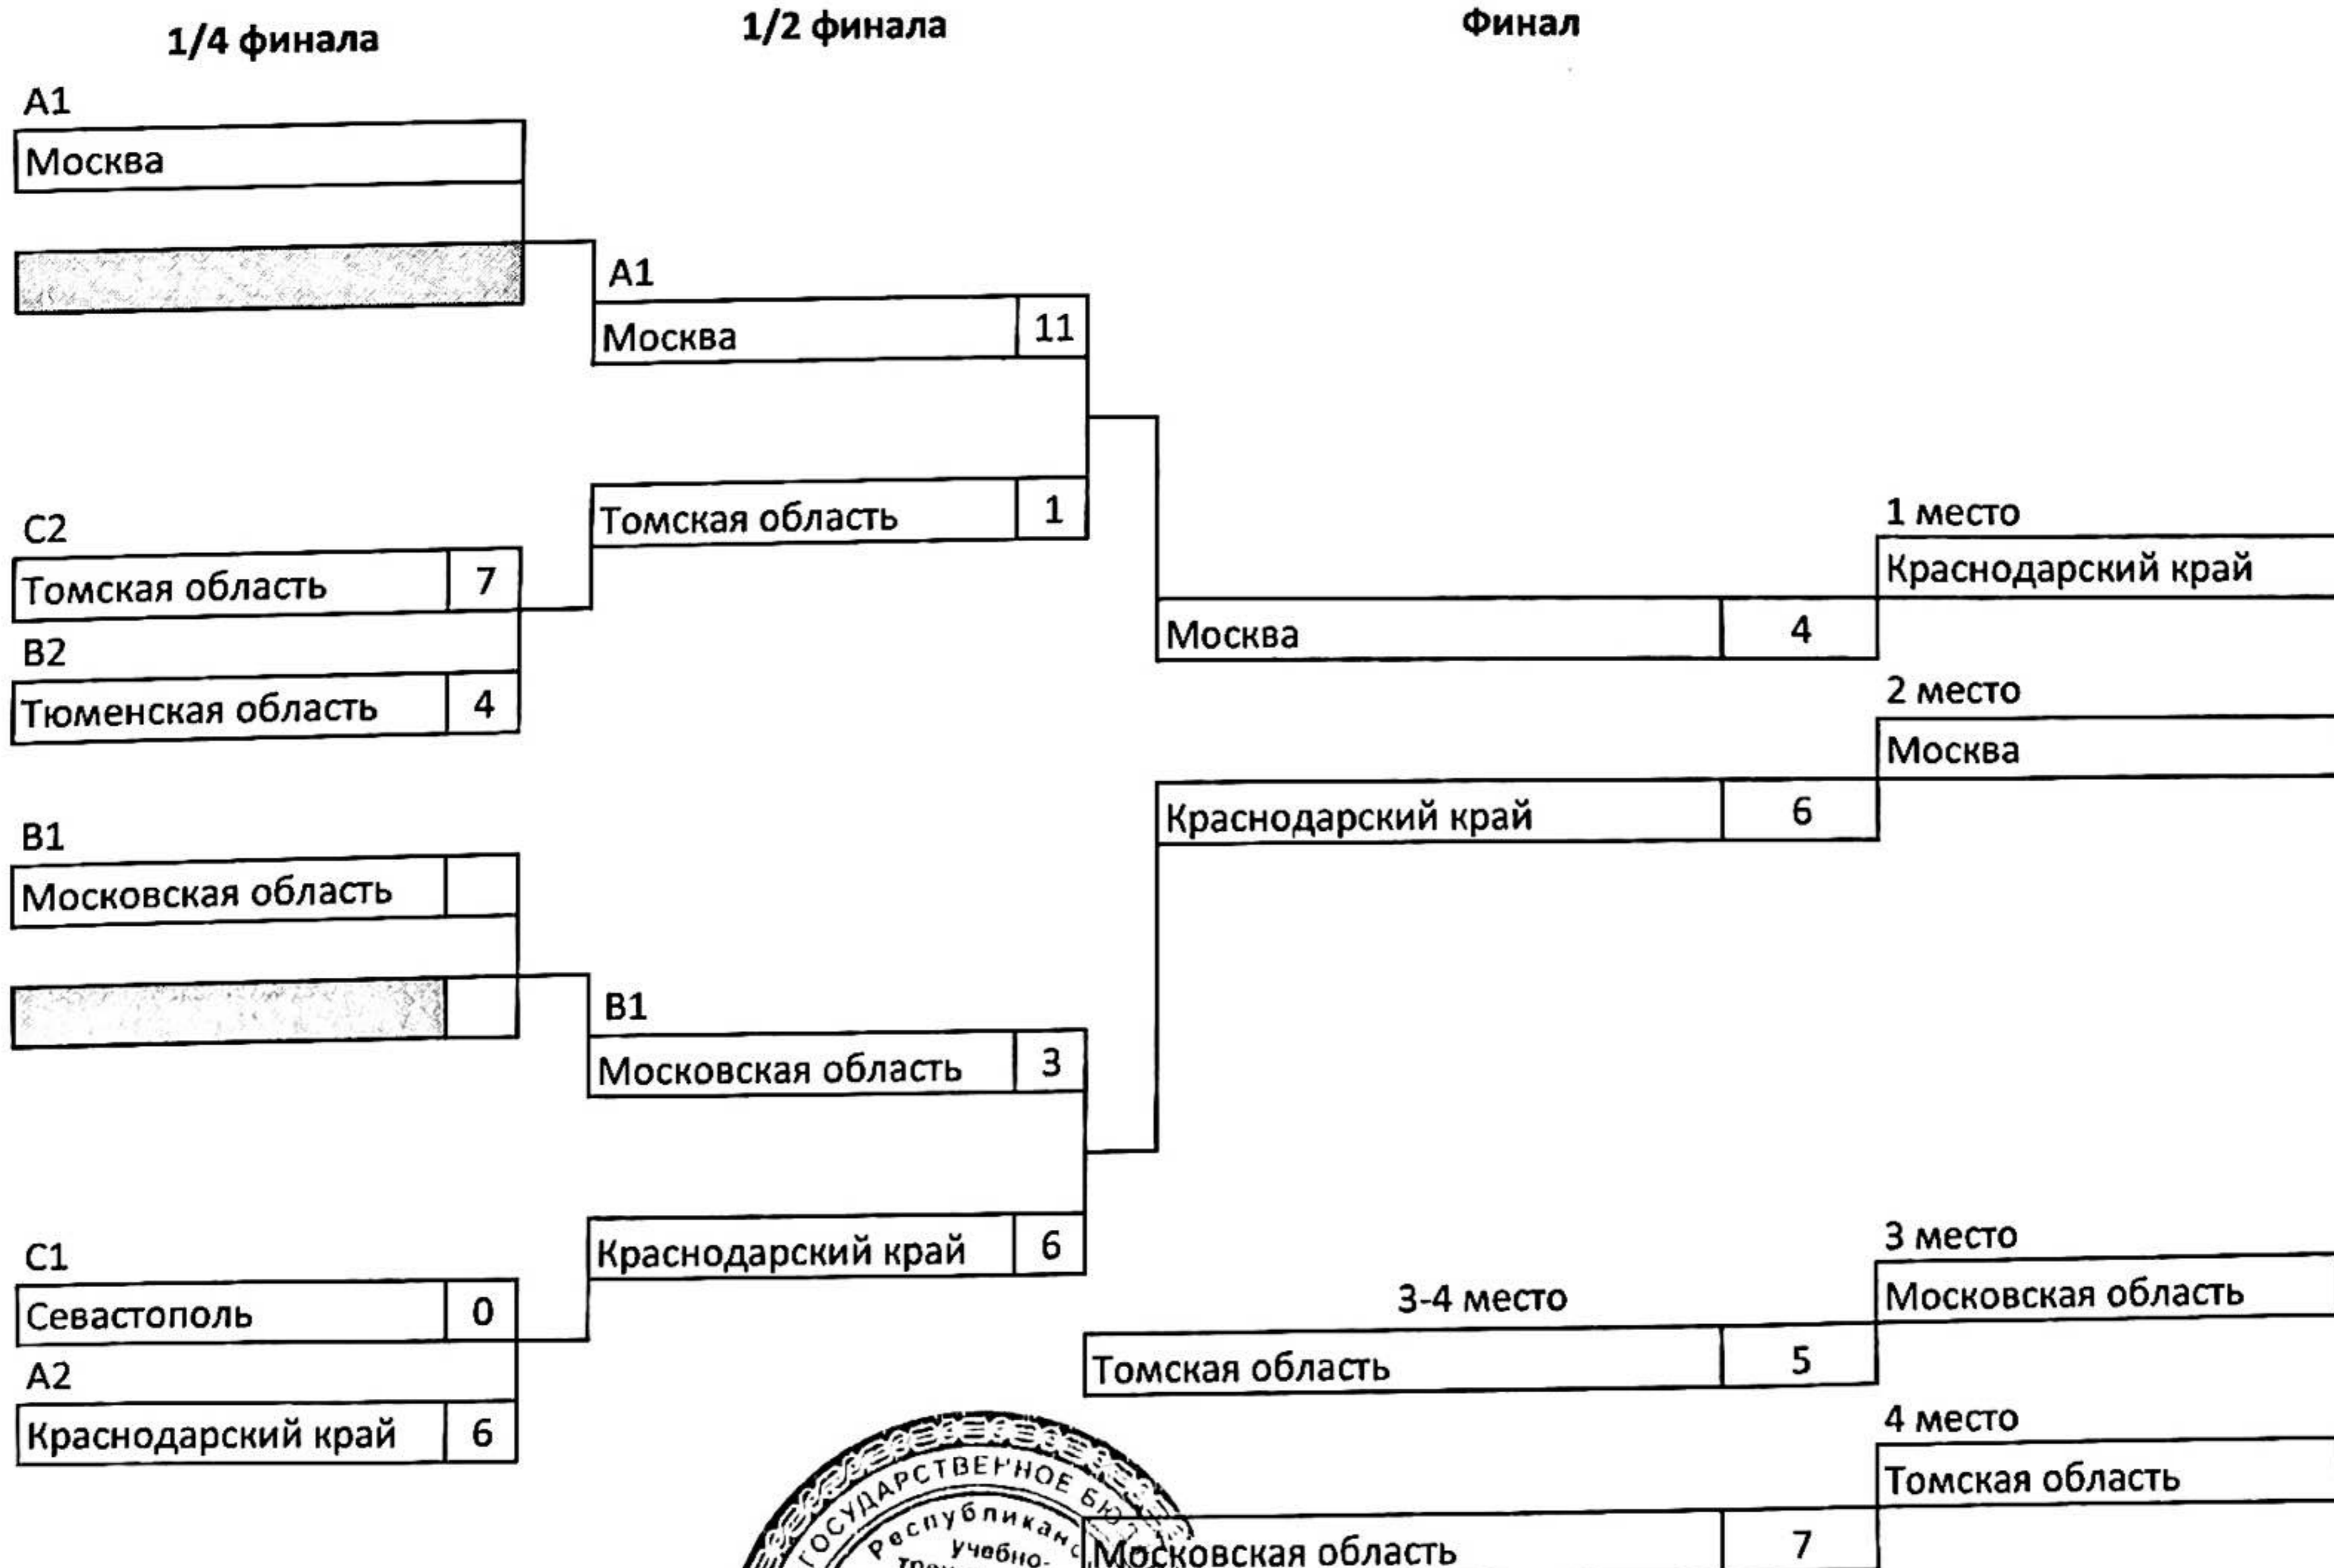 1/4 финала
1/2 финала
Финал
A1
Москва
A1
Москва 11
Томская область 1
C2
Томская область 7
B2
Тюменская область 4
B1
Московская область
B1
Московская область 3
Краснодарский край 6
C1
Севастополь 0
A2
Краснодарский край 6
Москва 4
Краснодарский край 6
1 место
Краснодарский край
2 место
Москва
3-4 место
Томская область 5
Московская область 7
3 место
Московская область
4 место
Томская область
ГОСУДАРСТВЕННОЕ
учебно-